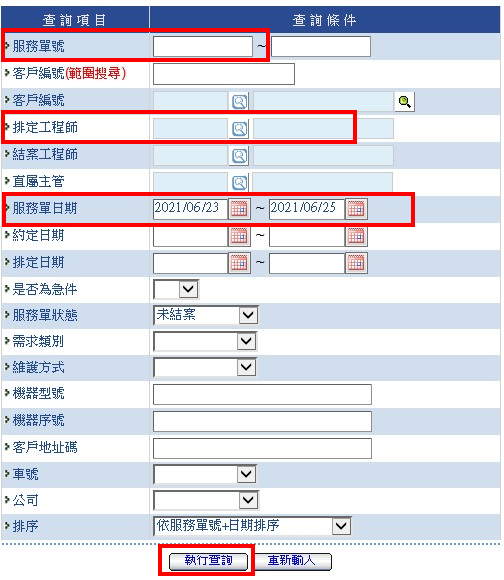 查詢項目 查詢條件
服務單號 ~
客戶編號(範圍搜尋)
客戶編號
排定工程師
結案工程師
直屬主管
服務單日期 2021/06/23 ~ 2021/06/25
約定日期 ~
排定日期 ~
是否為急件
服務單狀態 未結案
需求類別
維護方式
機器型號
機器序號
客戶地址碼
車號
公司
排序 依服務單號+日期排序
執行查詢 重新輸入